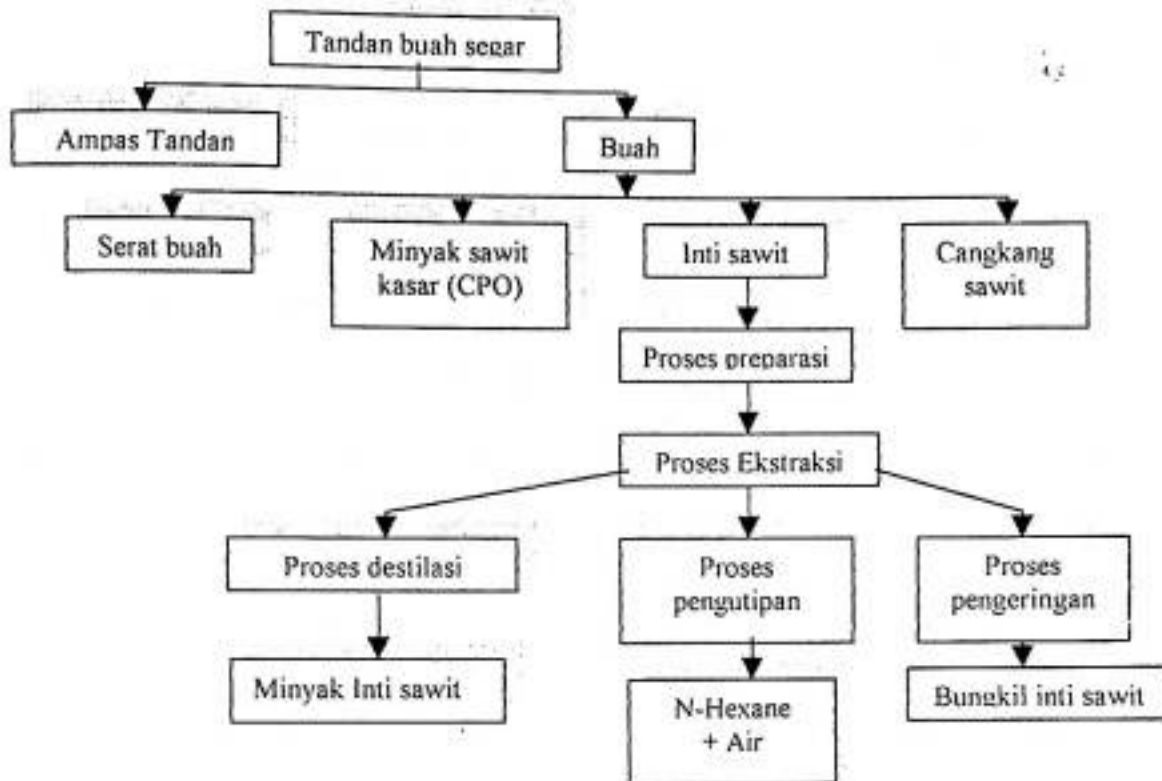 Tandan buah segar
Ampas Tandan
Buah
Serat buah
Minyak sawit
kasar (CPO)
Inti sawit
Cangkang
sawit
Proses preparasi
Proses Ekstraksi
Proses destilasi
Proses
pengutipan
Proses
pengeringan
Minyak Inti sawit
N-Hexane
+ Air
Bungkil inti sawit